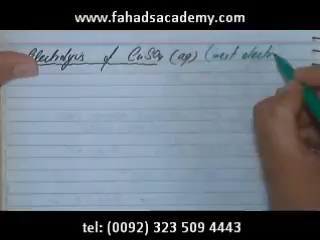 www.fahadsacademy.com
Electrolysis of CuSO4 (aq) (inert electr
tel: (0092) 323 509 4443